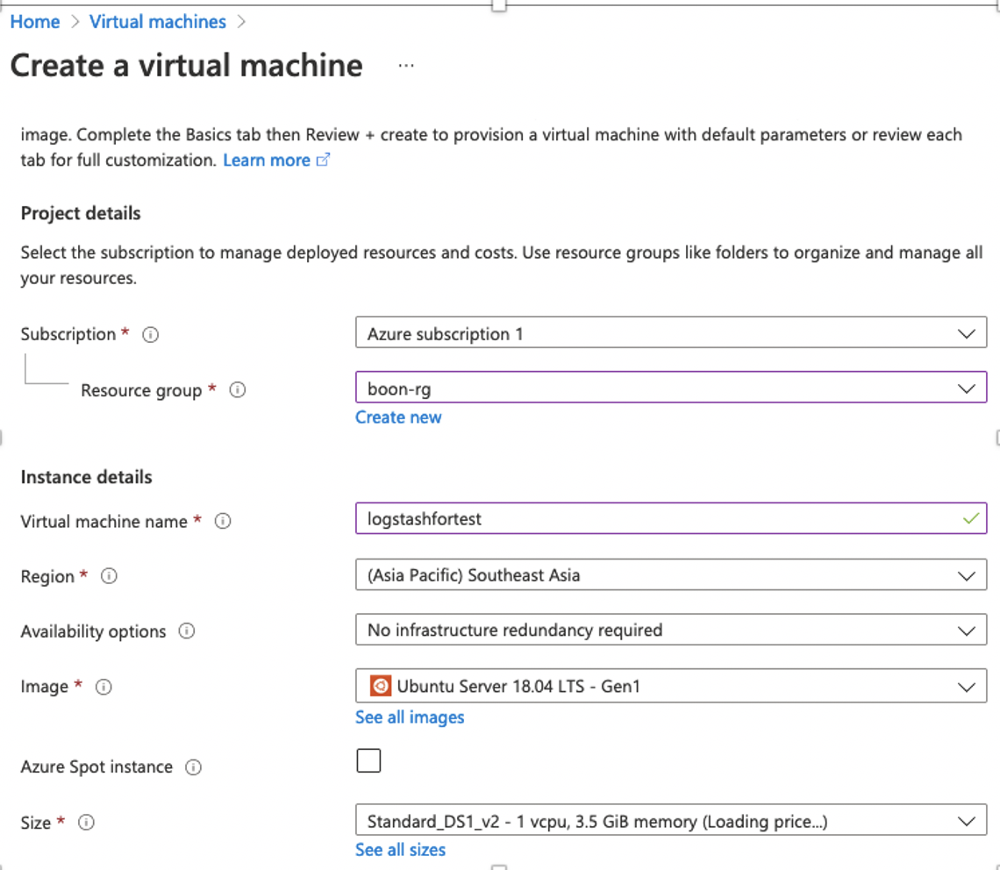 Home > Virtual machines >
Create a virtual machine ...
image. Complete the Basics tab then Review + create to provision a virtual machine with default parameters or review each
tab for full customization. Learn more
Project details
Select the subscription to manage deployed resources and costs. Use resource groups like folders to organize and manage all
your resources.
Subscription * Azure subscription 1
Resource group * boon-rg
Create new
Instance details
Virtual machine name * logstashfortest
Region * (Asia Pacific) Southeast Asia
Availability options No infrastructure redundancy required
Image * Ubuntu Server 18.04 LTS - Gen1
See all images
Azure Spot instance
Size * Standard_DS1_v2 - 1 vcpu, 3.5 GiB memory (Loading price...)
See all sizes